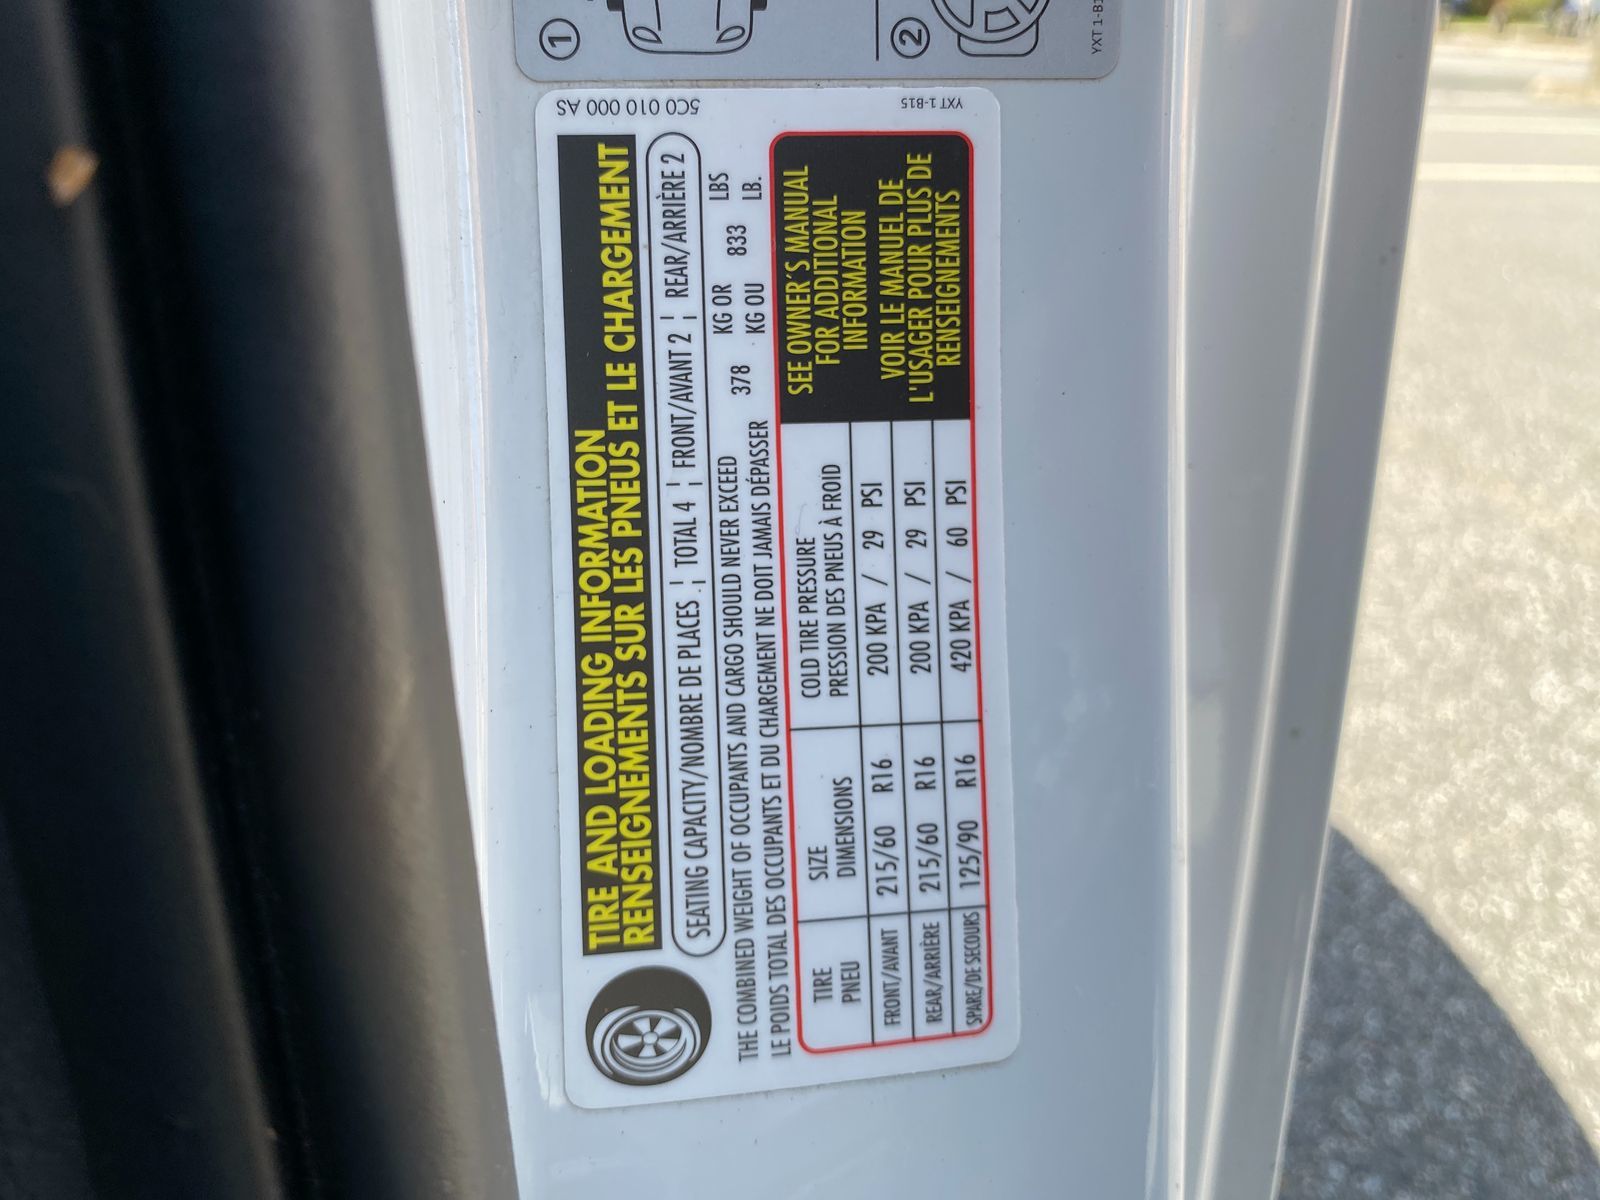 1
2
YXT 1-B1
5C0 010 000 AS
YXT 1-B15
TIRE AND LOADING INFORMATION
RENSEIGNEMENTS SUR LES PNEUS ET LE CHARGEMENT
SEATING CAPACITY/NOMBRE DE PLACES ¦ TOTAL 4 ¦ FRONT/AVANT 2 ¦ REAR/ARRIÈRE 2
THE COMBINED WEIGHT OF OCCUPANTS AND CARGO SHOULD NEVER EXCEED 378 KG OR 833 LBS
LE POIDS TOTAL DES OCCUPANTS ET DU CHARGEMENT NE DOIT JAMAIS DÉPASSER KG OU LB.
TIRE SIZE COLD TIRE PRESSURE
PNEU DIMENSIONS PRESSION DES PNEUS À FROID
FRONT/AVANT 215/60 R16 200 KPA / 29 PSI
REAR/ARRIÈRE 215/60 R16 200 KPA / 29 PSI
SPARE/DE SECOURS 125/90 R16 420 KPA / 60 PSI
SEE OWNER'S MANUAL
FOR ADDITIONAL
INFORMATION
VOIR LE MANUEL DE
L'USAGER POUR PLUS DE
RENSEIGNEMENTS